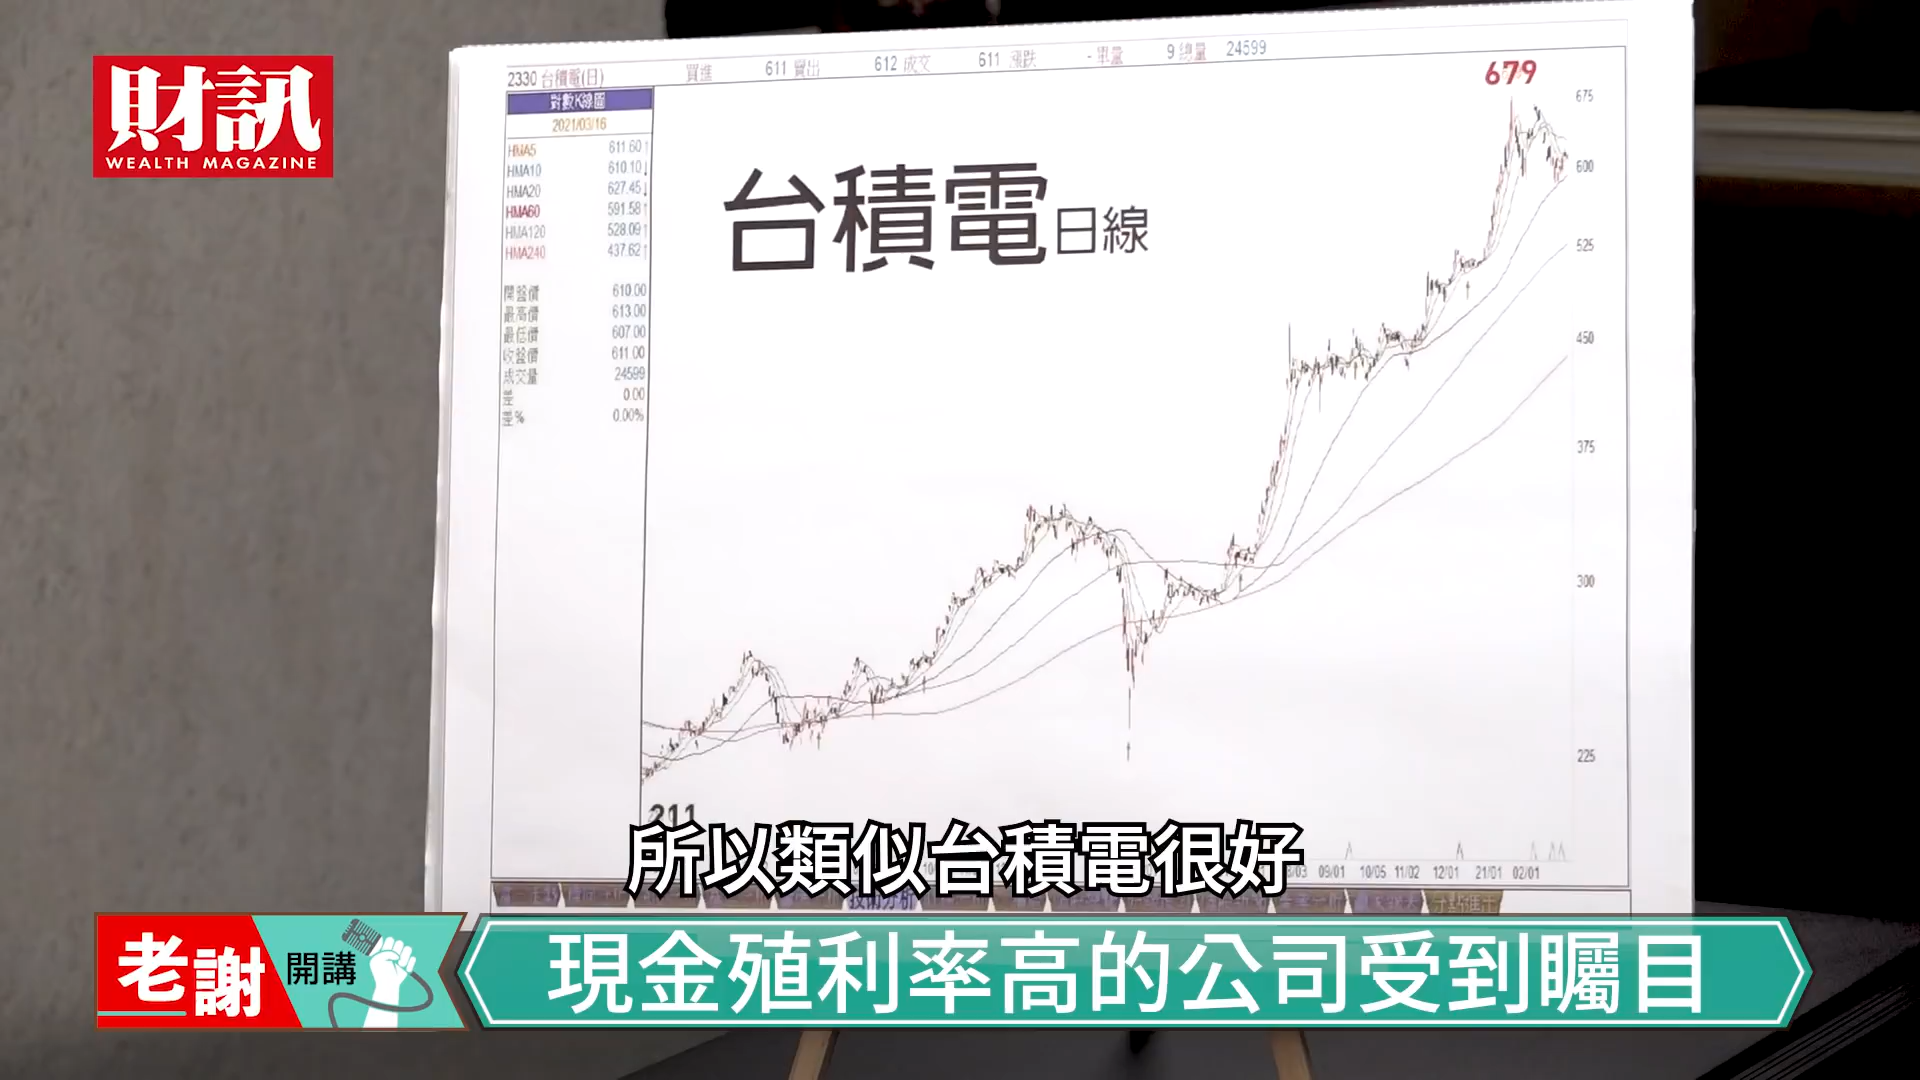 財訊
WEALTH MAGAZINE
2330 台積電(日) 買進 611 賣出 612 成交 611 漲跌 - 單量 9 總量 24599
對數K線圖
2021/03/16
HMA5 611.60↑
HMA10 610.10↓
HMA20 627.45↓
HMA60 591.58↑
HMA120 528.09↑
HMA240 437.62↑
開盤價 610.00
最高價 613.00
最低價 607.00
收盤價 611.00
成交量 24599
差 0.00
差% 0.00%
台積電日線
679
675
600
525
450
375
300
225
211
09/01 10/05 11/02 12/01 21/01 02/01
技術分析
所以類似台積電很好
老謝
開講
現金殖利率高的公司受到矚目